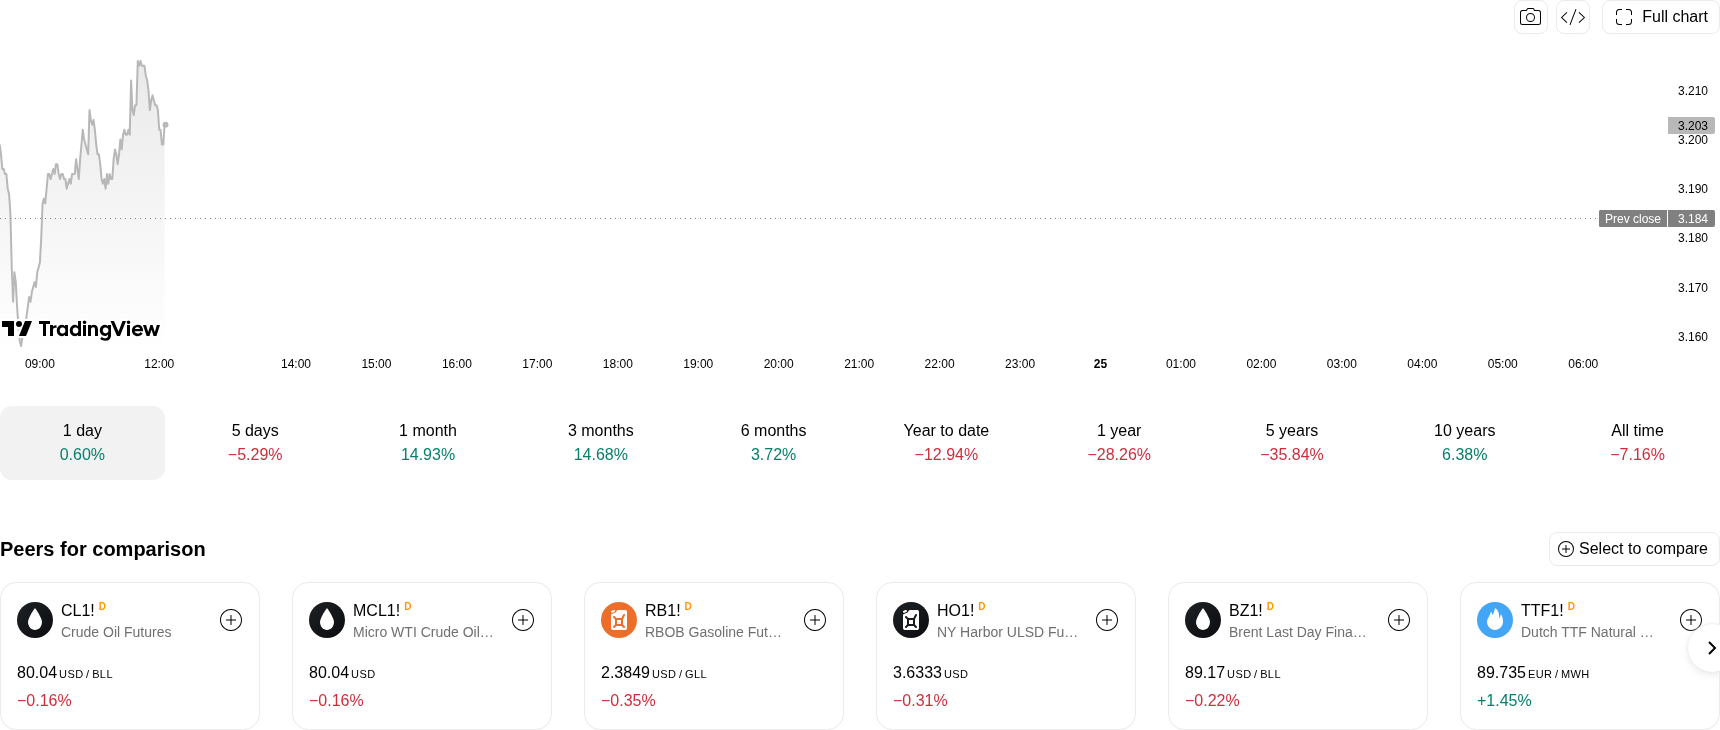 Full chart
3.210
3.203
3.200
3.190
Prev close 3.184
3.180
3.170
TradingView
3.160
09:00 12:00 14:00 15:00 16:00 17:00 18:00 19:00 20:00 21:00 22:00 23:00 25 01:00 02:00 03:00 04:00 05:00 06:00
1 day 5 days 1 month 3 months 6 months Year to date 1 year 5 years 10 years All time
0.60% −5.29% 14.93% 14.68% 3.72% −12.94% −28.26% −35.84% 6.38% −7.16%
Peers for comparison
Select to compare
CL1! D
Crude Oil Futures
80.04 USD / BLL
−0.16%
MCL1! D
Micro WTI Crude Oil…
80.04 USD
−0.16%
RB1! D
RBOB Gasoline Fut…
2.3849 USD / GLL
−0.35%
HO1! D
NY Harbor ULSD Fu…
3.6333 USD
−0.31%
BZ1! D
Brent Last Day Fina…
89.17 USD / BLL
−0.22%
TTF1! D
Dutch TTF Natural …
89.735 EUR / MWH
+1.45%